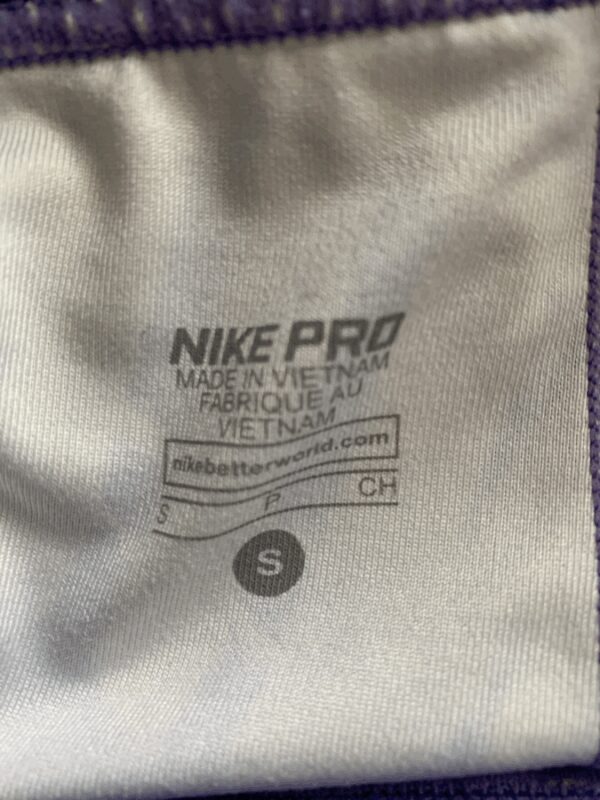 NIKE PRO
MADE IN VIETNAM
FABRIQUE AU
VIETNAM
nikebetterworld.com
S P CH
S